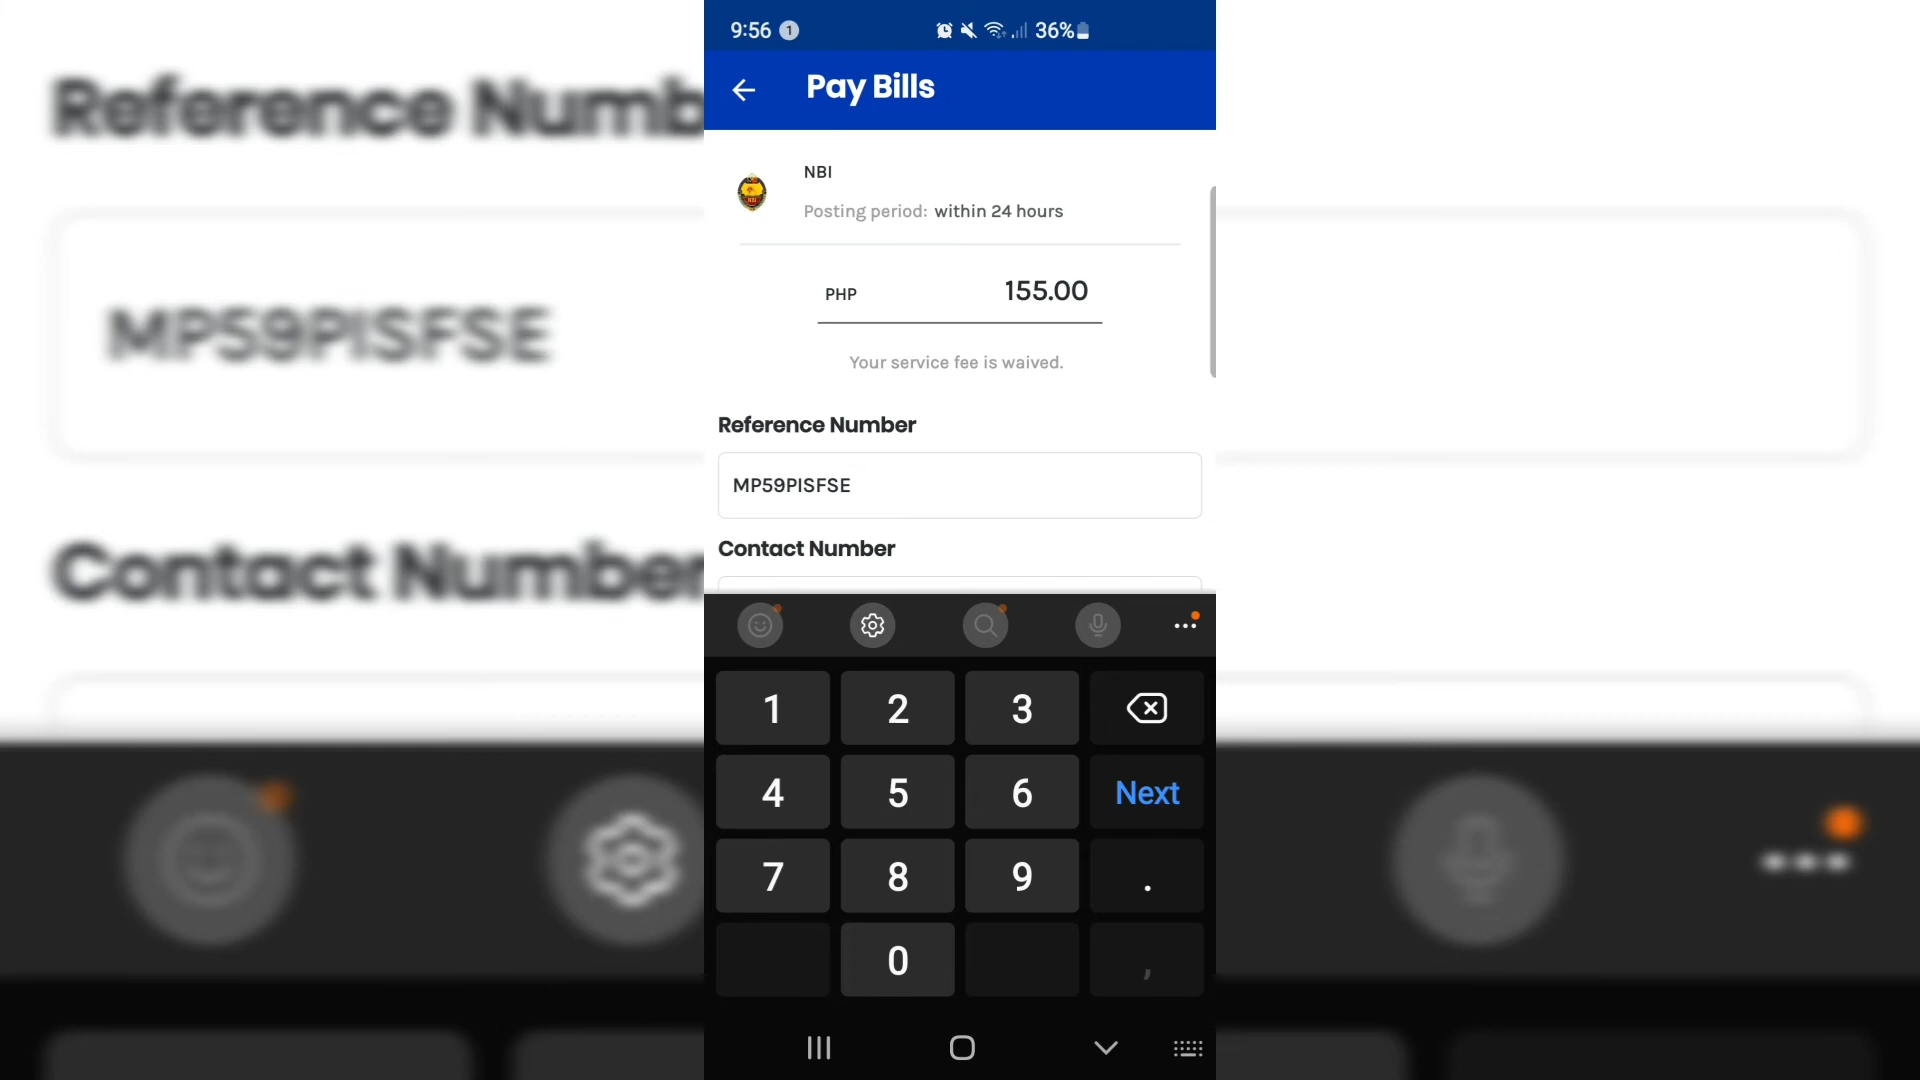 9:56 1 36%
Pay Bills
NBI
Posting period: within 24 hours
PHP 155.00
Your service fee is waived.
Reference Number
MP59PISFSE
Contact Number
1 2 3
4 5 6 Next
7 8 9 .
0 ,
Reference Numb
MP59PISFSE
Contact Number